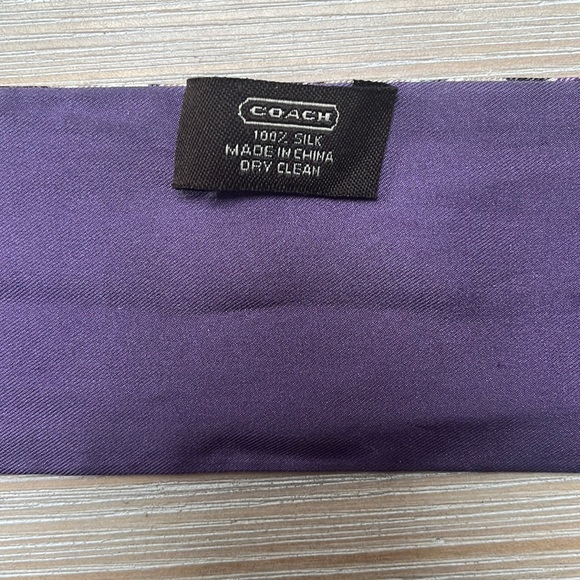 COACH
100% SILK
MADE IN CHINA
DRY CLEAN